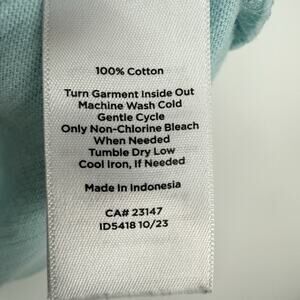 100% Cotton
Turn Garment Inside Out
Machine Wash Cold
Gentle Cycle
Only Non-Chlorine Bleach
When Needed
Tumble Dry Low
Cool Iron, If Needed
Made in Indonesia
CA# 23147
ID5418 10/23